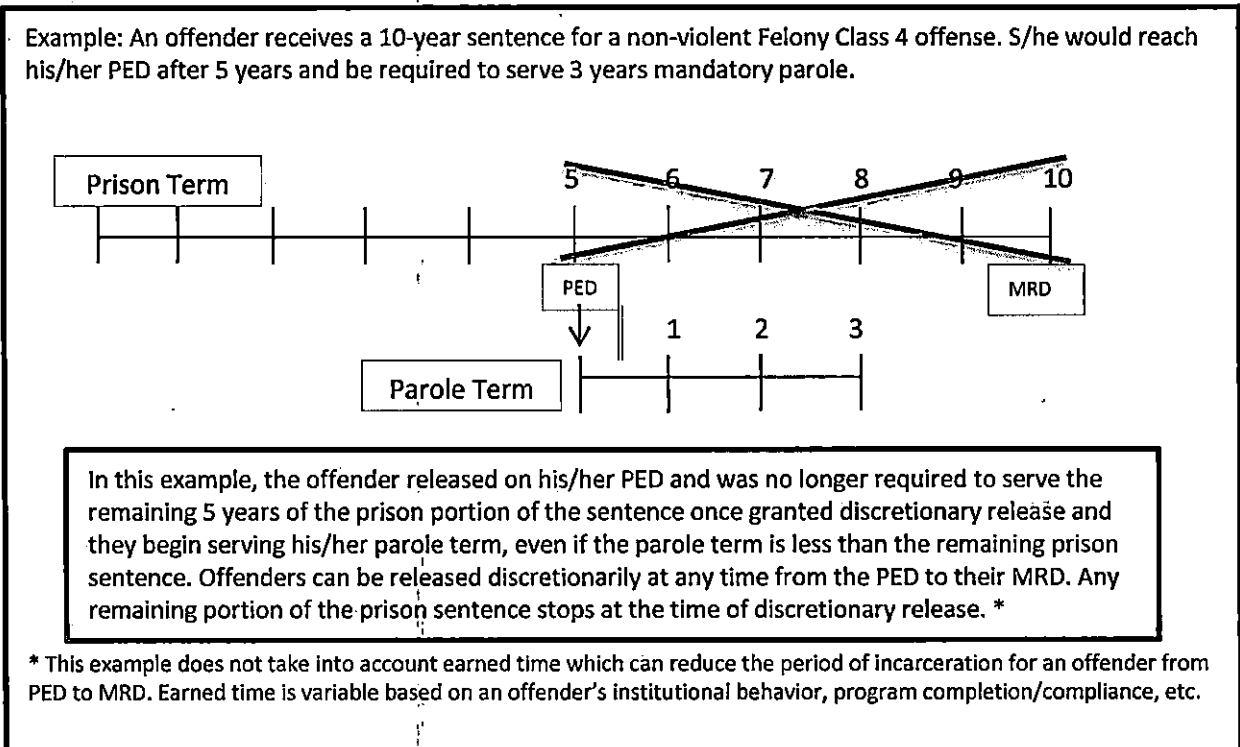 Example: An offender receives a 10-year sentence for a non-violent Felony Class 4 offense. S/he would reach
his/her PED after 5 years and be required to serve 3 years mandatory parole.
Prison Term
5 6 7 8 9 10
PED
MRD
1 2 3
Parole Term
In this example, the offender released on his/her PED and was no longer required to serve the
remaining 5 years of the prison portion of the sentence once granted discretionary release and
they begin serving his/her parole term, even if the parole term is less than the remaining prison
sentence. Offenders can be released discretionarily at any time from the PED to their MRD. Any
remaining portion of the prison sentence stops at the time of discretionary release. *
* This example does not take into account earned time which can reduce the period of incarceration for an offender from
PED to MRD. Earned time is variable based on an offender's institutional behavior, program completion/compliance, etc.